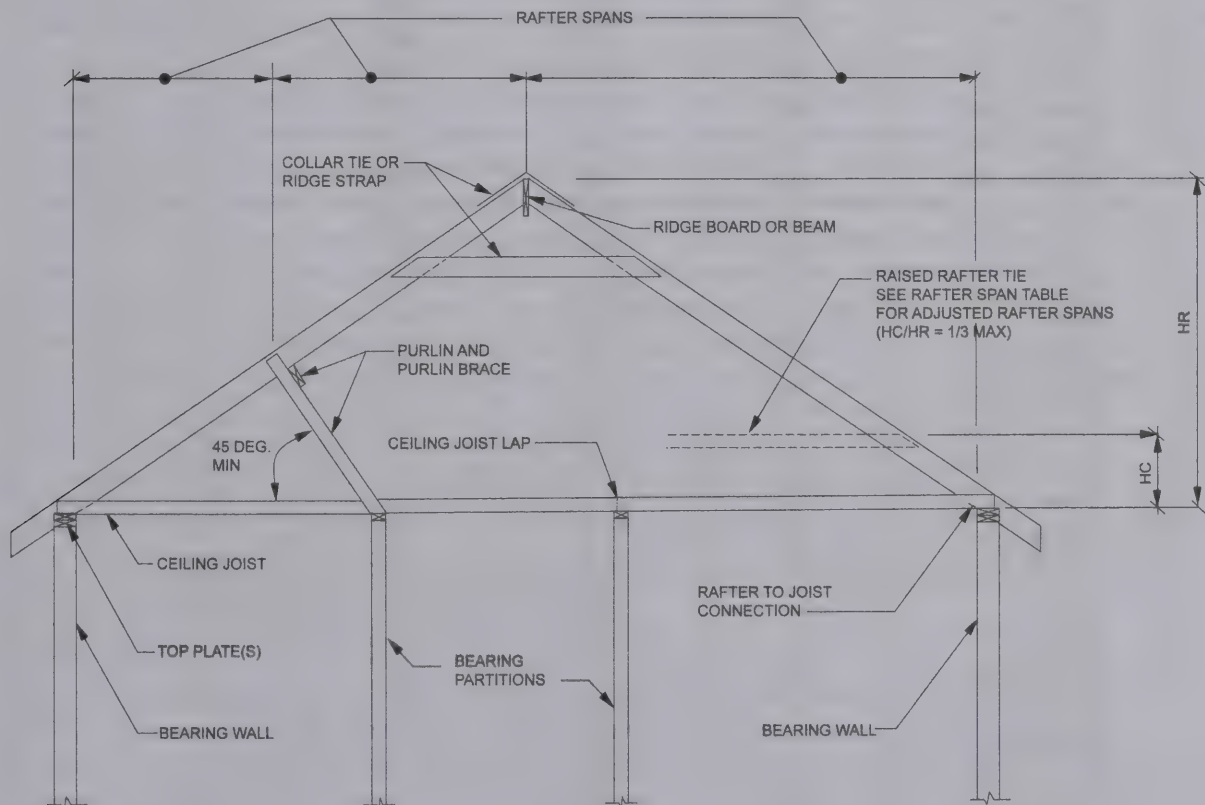 RAFTER SPANS
COLLAR TIE OR
RIDGE STRAP
RIDGE BOARD OR BEAM
RAISED RAFTER TIE
SEE RAFTER SPAN TABLE
FOR ADJUSTED RAFTER SPANS
(HC/HR = 1/3 MAX)
HR
PURLIN AND
PURLIN BRACE
45 DEG.
MIN
CEILING JOIST LAP
HC
CEILING JOIST
RAFTER TO JOIST
CONNECTION
TOP PLATE(S)
BEARING
PARTITIONS
BEARING WALL
BEARING WALL